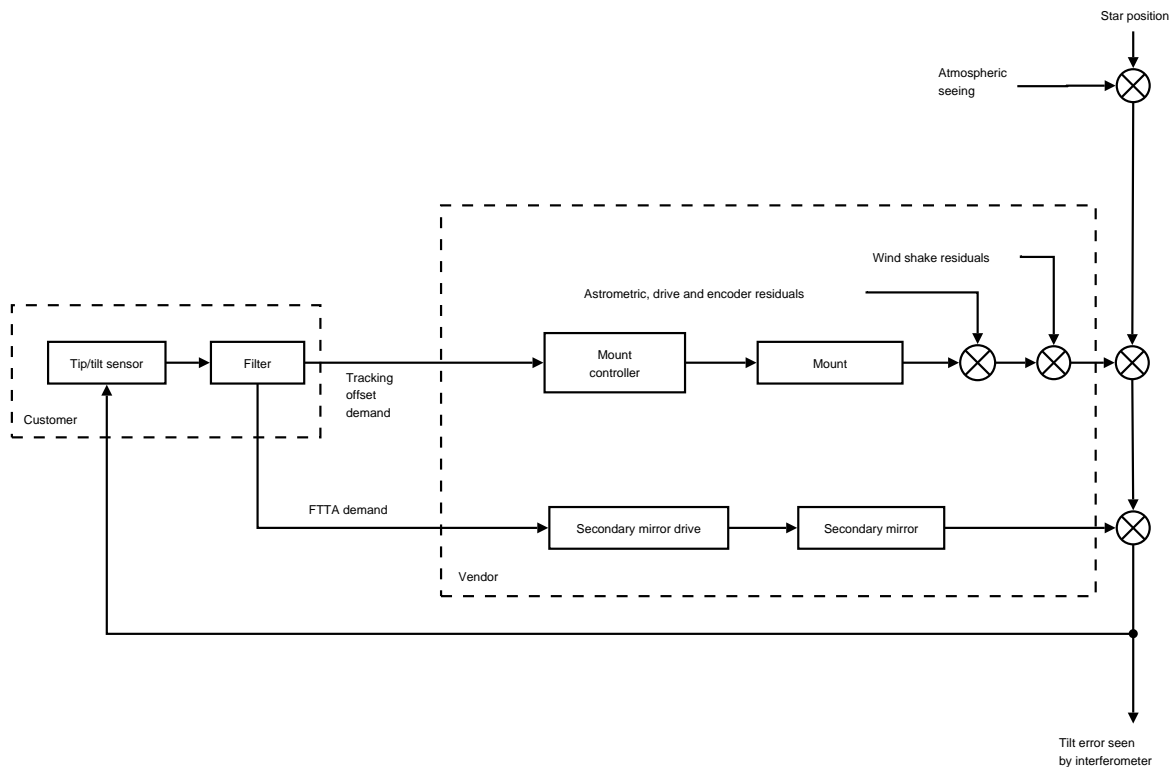 Star position
Atmospheric
seeing
Wind shake residuals
Astrometric, drive and encoder residuals
Tip/tilt sensor
Filter
Mount
controller
Mount
Tracking
offset
demand
Customer
FTTA demand
Secondary mirror drive
Secondary mirror
Vendor
Tilt error seen
by interferometer